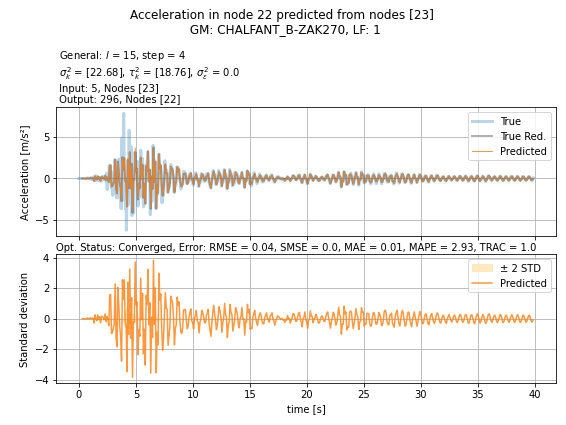 Acceleration in node 22 predicted from nodes [23]
GM: CHALFANT_B-ZAK270, LF: 1
General: l = 15, step = 4
σ²ₖ = [22.68], τ²ₖ = [18.76], σ²_ε = 0.0
Input: 5, Nodes [23]
Output: 296, Nodes [22]
Acceleration [m/s²]
5
0
−5
True
True Red.
Predicted
Opt. Status: Converged, Error: RMSE = 0.04, SMSE = 0.0, MAE = 0.01, MAPE = 2.93, TRAC = 1.0
Standard deviation
4
2
0
−2
−4
± 2 STD
Predicted
0 5 10 15 20 25 30 35 40
time [s]